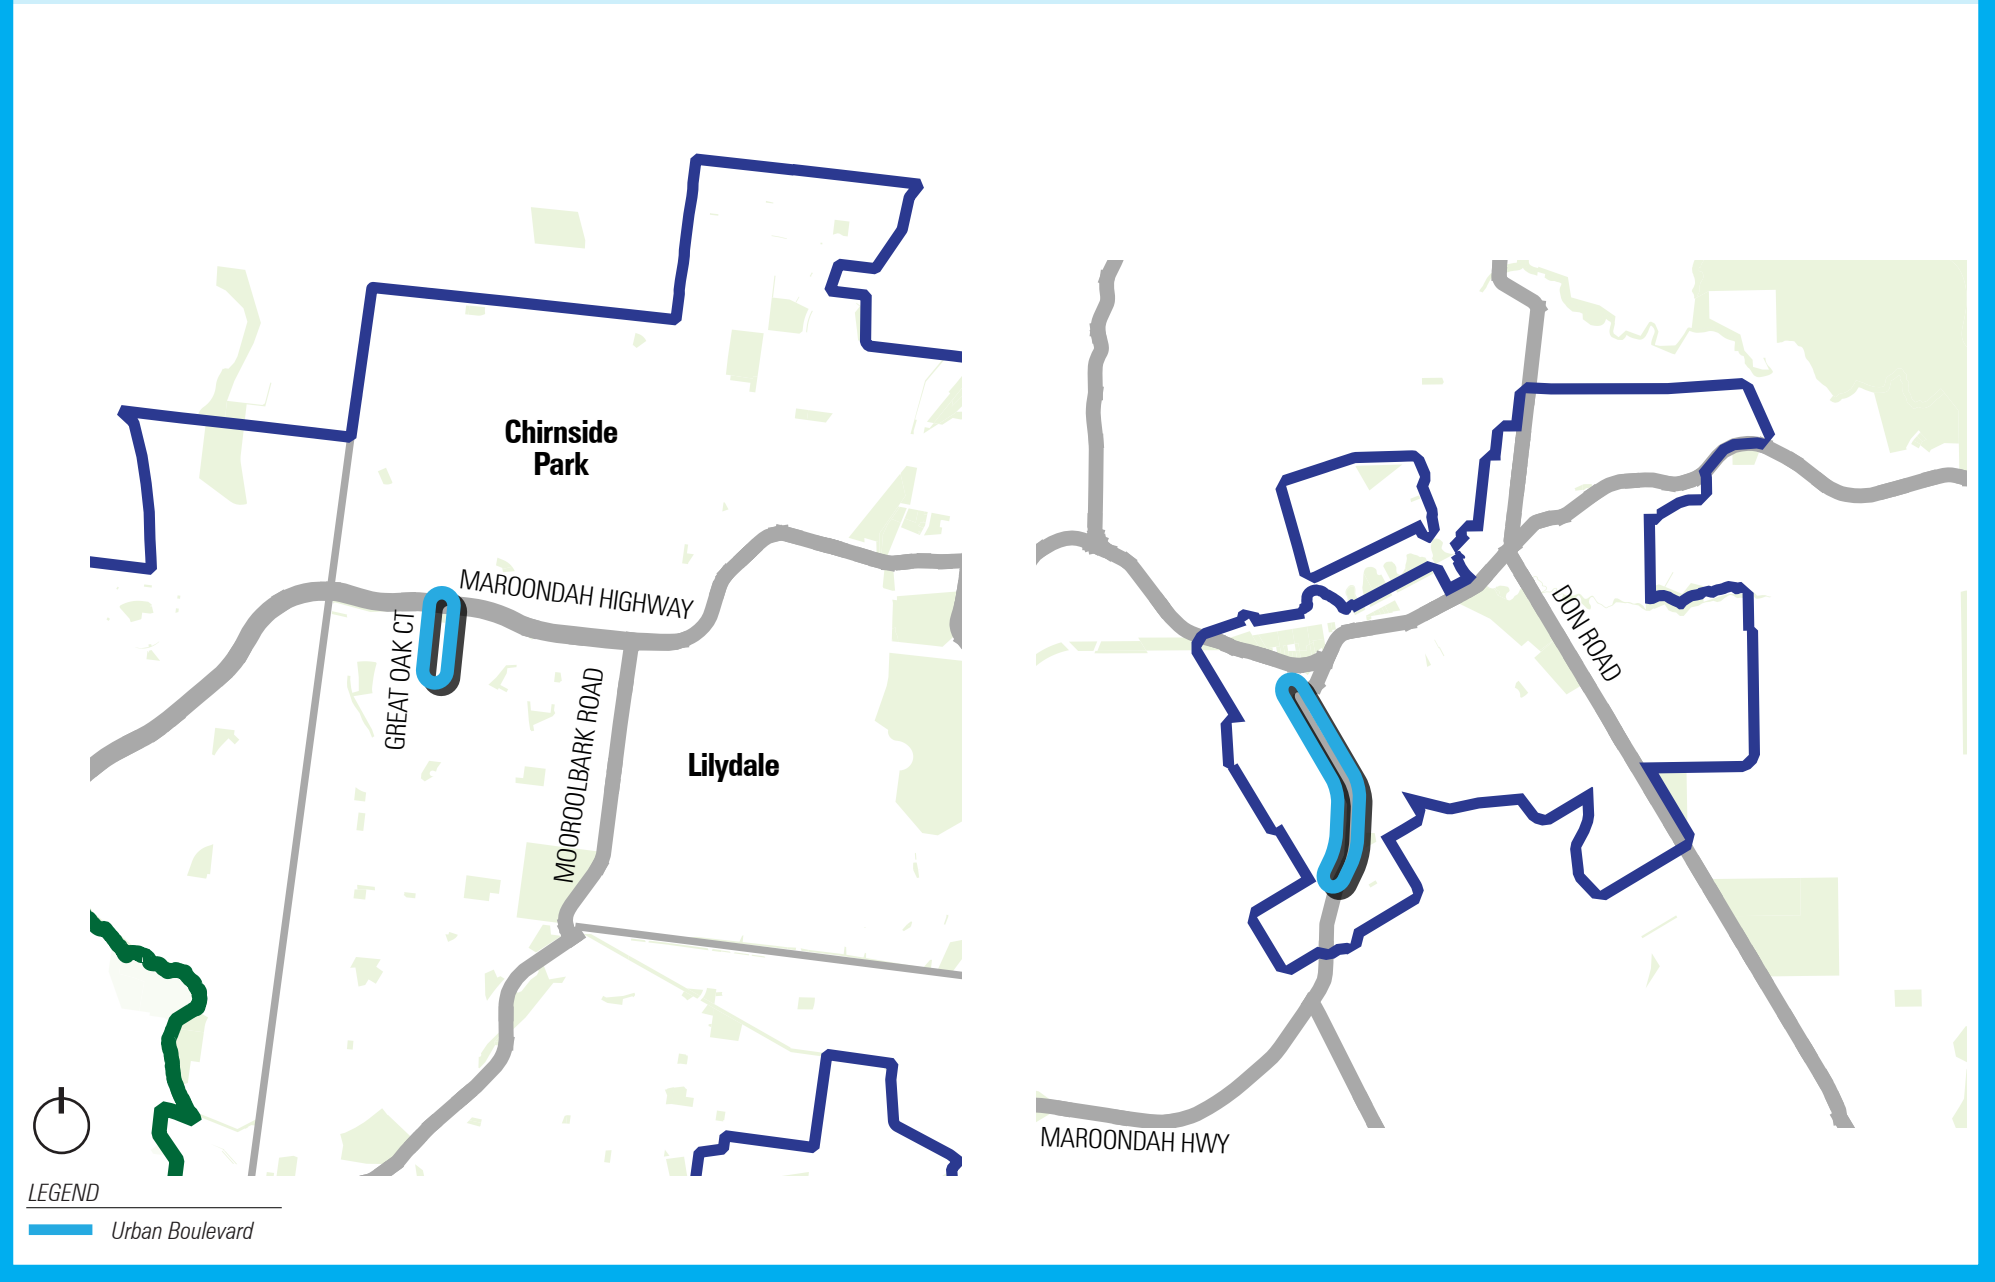 Chirnside
Park
MAROONDAH HIGHWAY
GREAT OAK CT
MOOROOLBARK ROAD
Lilydale
DON ROAD
MAROONDAH HWY
LEGEND
Urban Boulevard